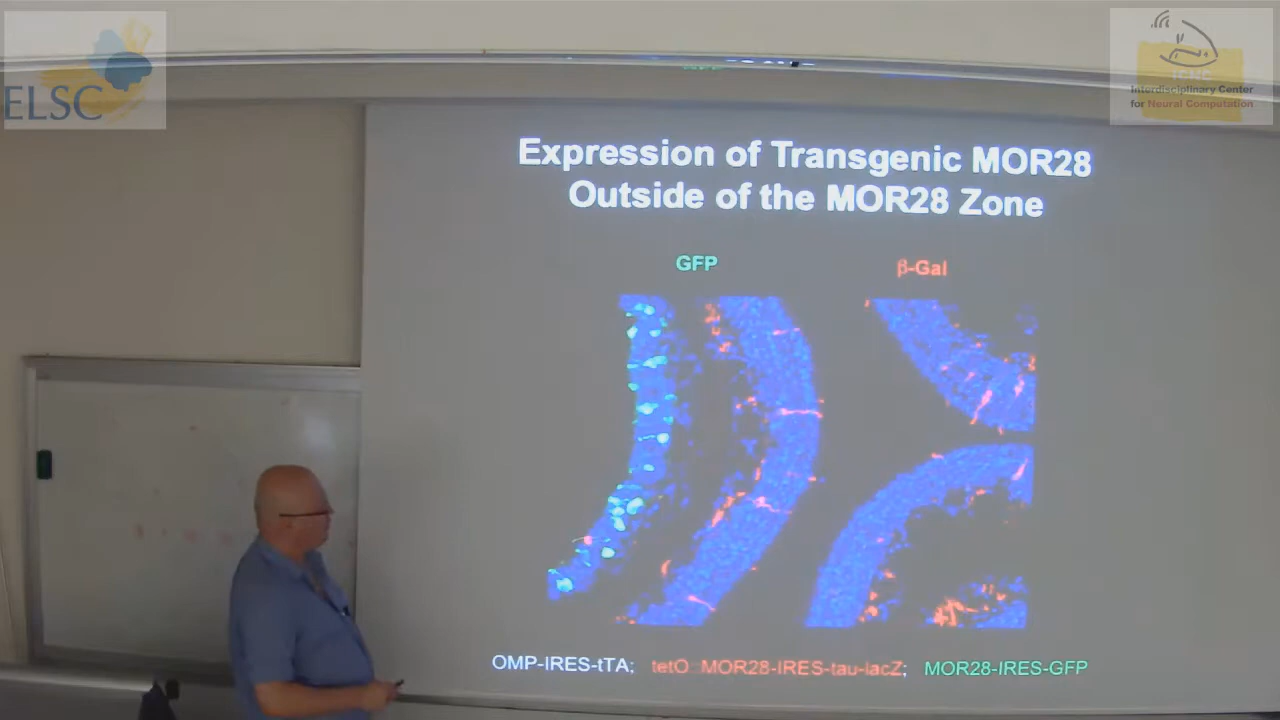 ELSC
ICNC
Interdisciplinary Center
for Neural Computation
Expression of Transgenic MOR28
Outside of the MOR28 Zone
GFP
β-Gal
OMP-IRES-tTA; tetO::MOR28-IRES-tau-lacZ; MOR28-IRES-GFP